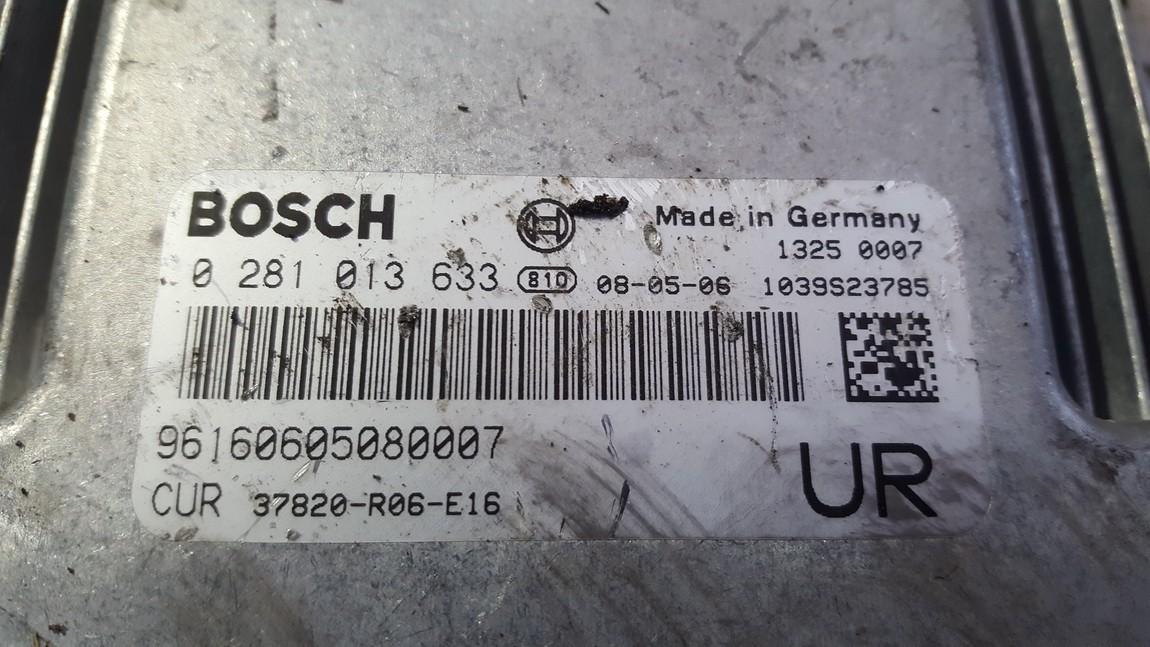 BOSCH
Made in Germany
1325 0007
0 281 013 633 810 08-05-06 1039S23785
96160605080007
CUR 37820-R06-E16
UR